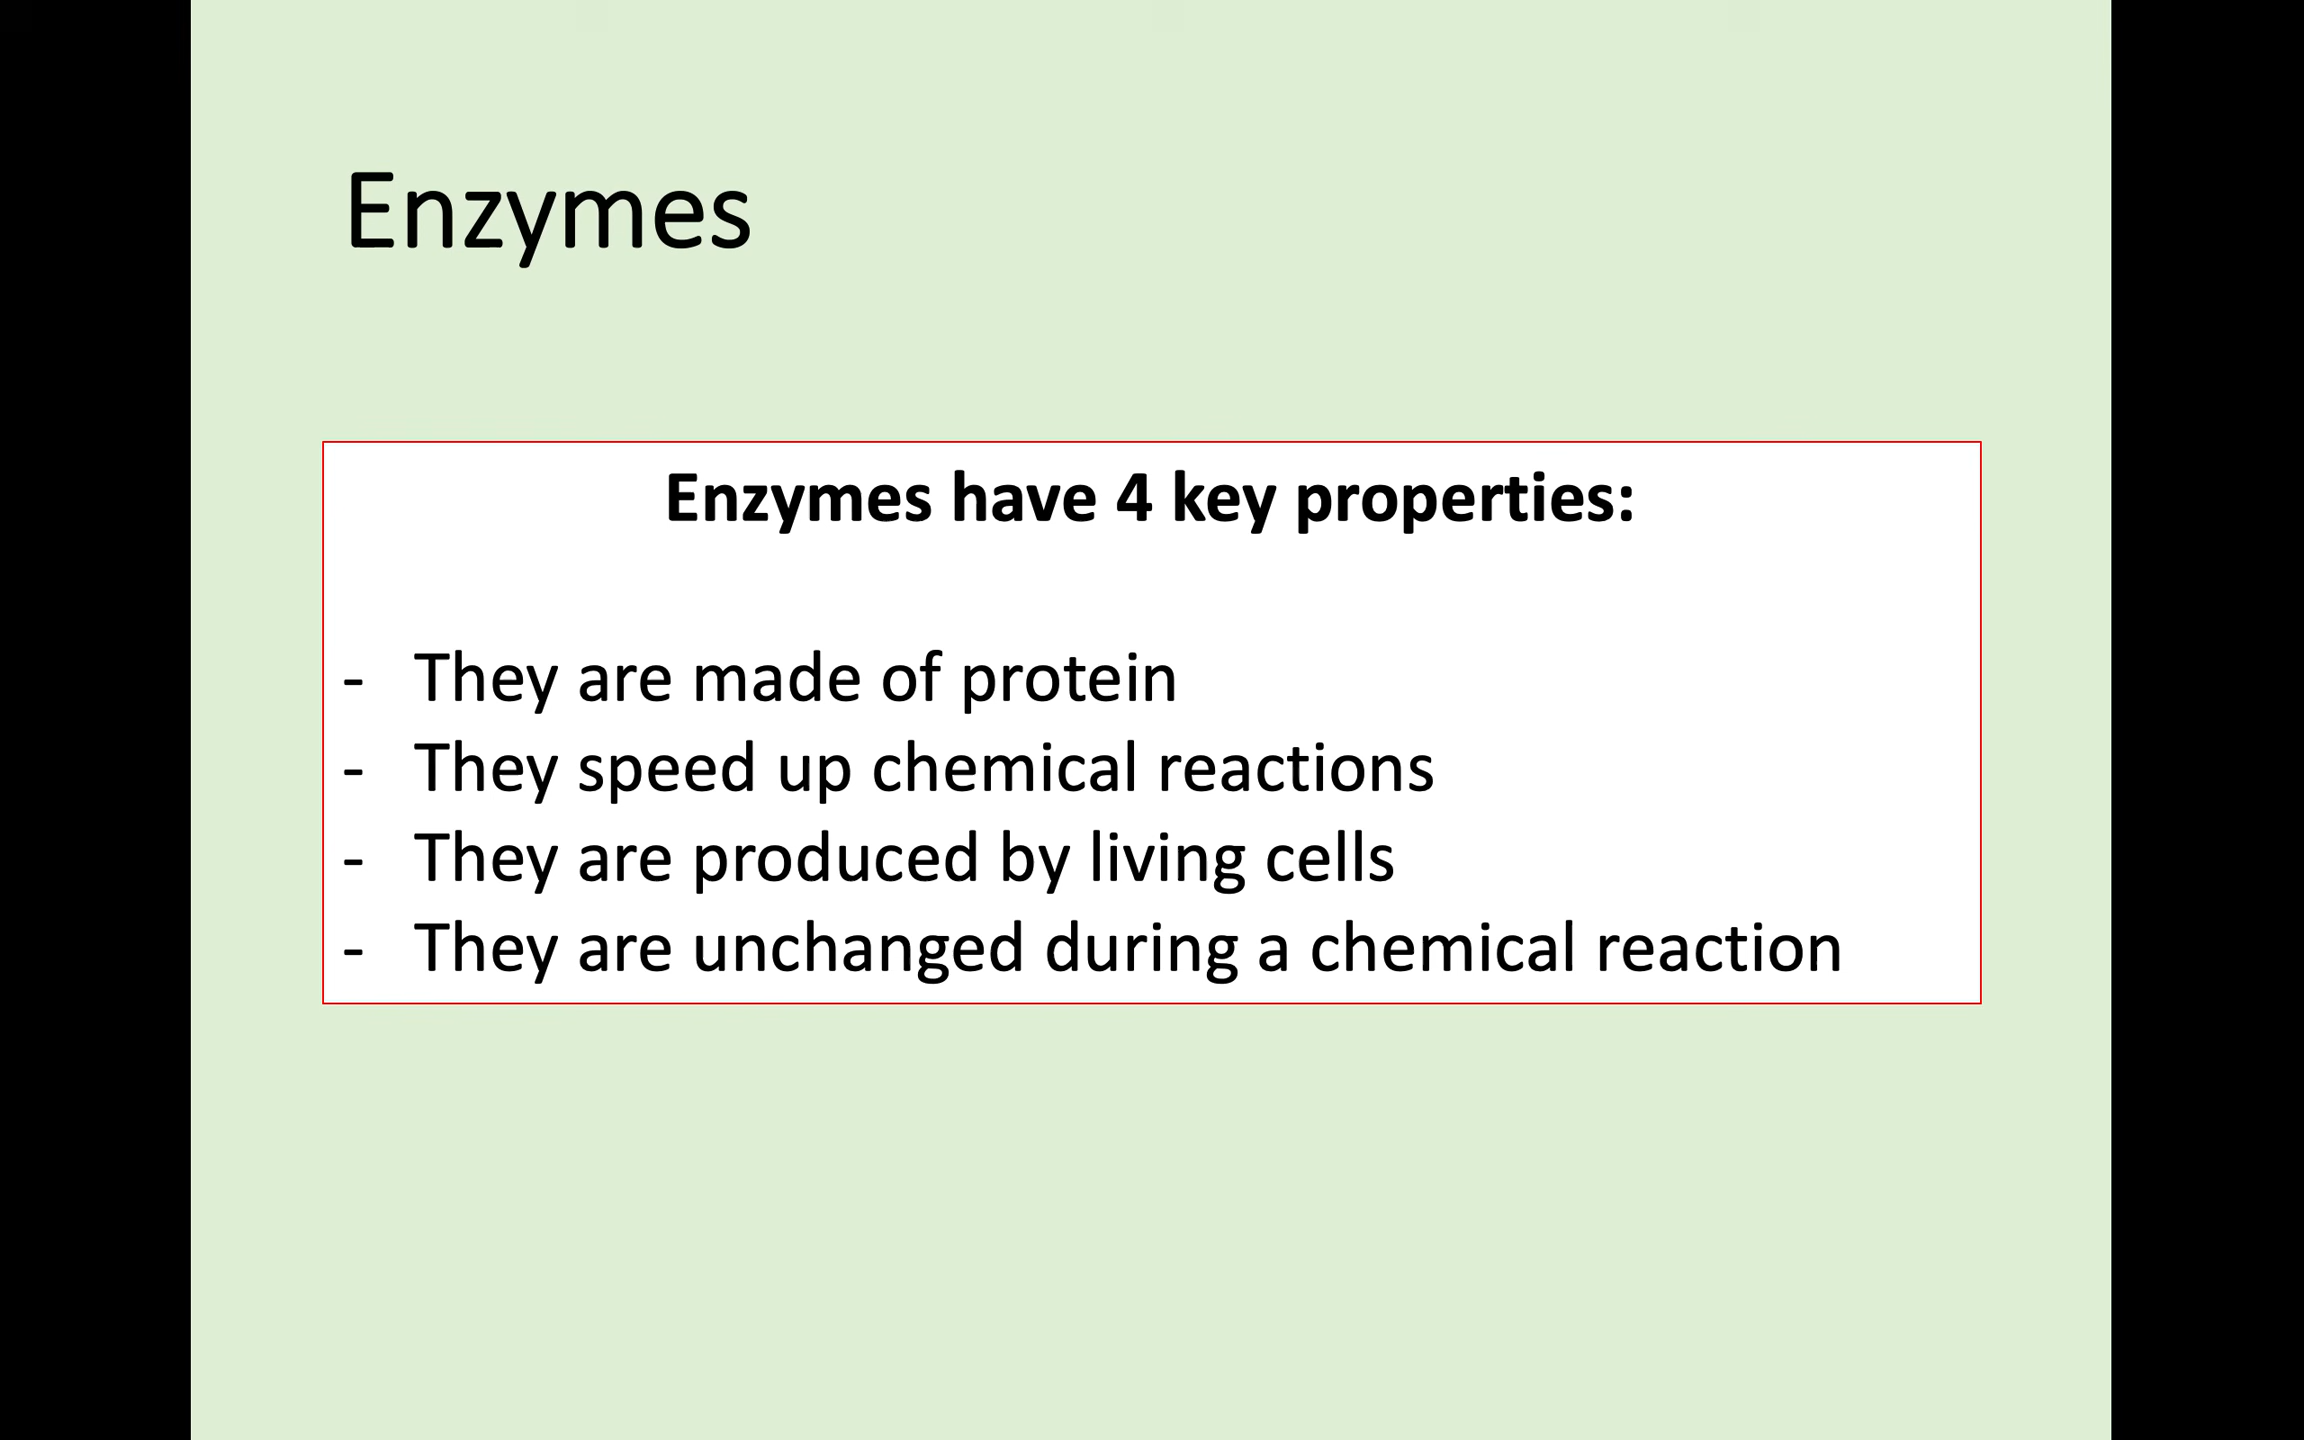 Enzymes
Enzymes have 4 key properties:
- They are made of protein
- They speed up chemical reactions
- They are produced by living cells
- They are unchanged during a chemical reaction